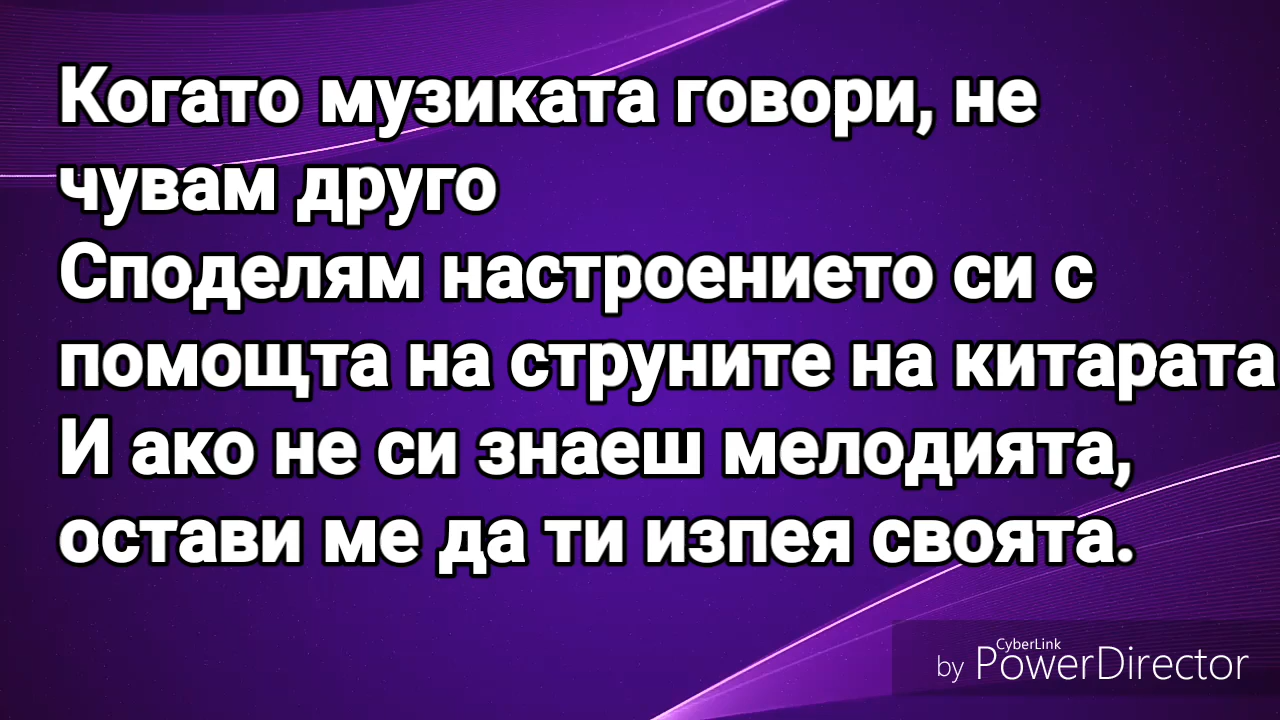 Когато музиката говори, не
чувам друго
Споделям настроението си с
помощта на струните на китарата
И ако не си знаеш мелодията,
остави ме да ти изпея своята.
CyberLink
by PowerDirector